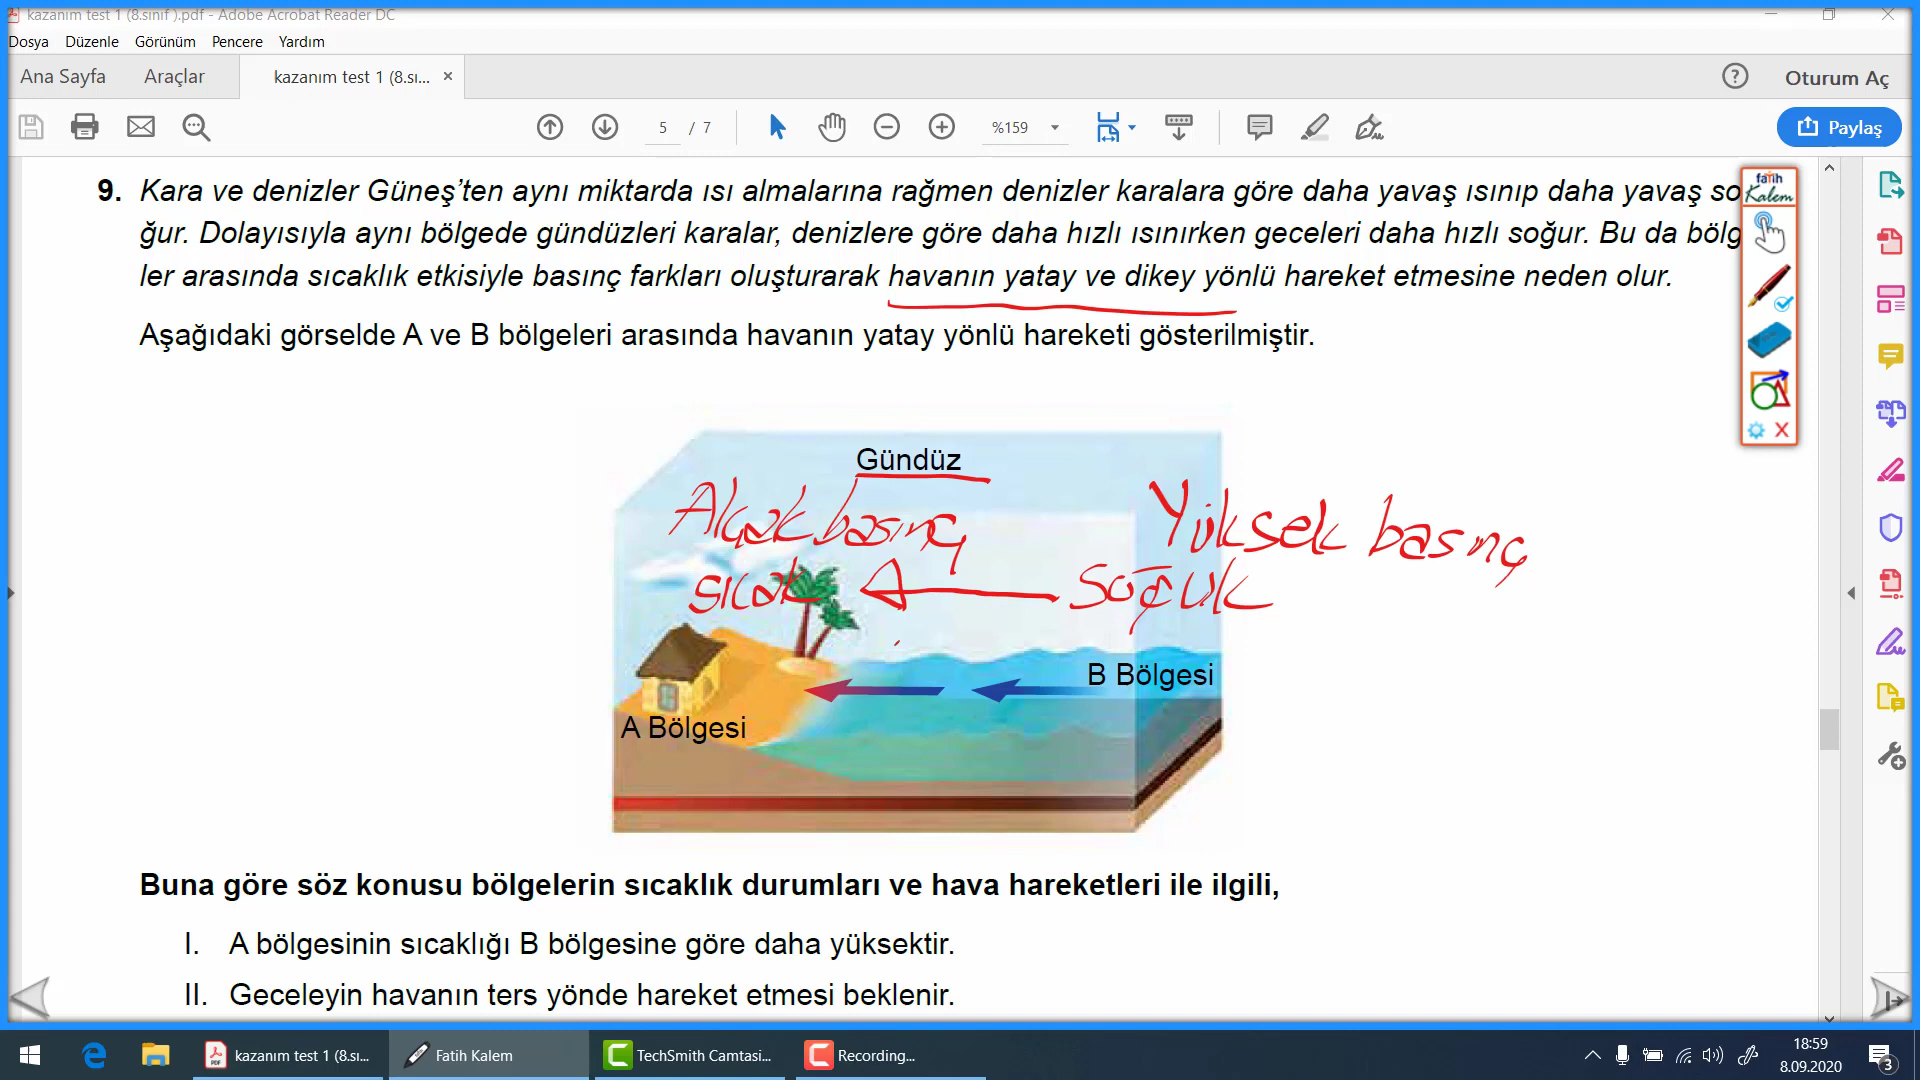 kazanım test 1 (8.sınıf ).pdf - Adobe Acrobat Reader DC
Dosya Düzenle Görünüm Pencere Yardım
Ana Sayfa Araçlar kazanım test 1 (8.sı... × Oturum Aç
5 / 7 %159 Paylaş
9. Kara ve denizler Güneş’ten aynı miktarda ısı almalarına rağmen denizler karalara göre daha yavaş ısınıp daha yavaş so
ğur. Dolayısıyla aynı bölgede gündüzleri karalar, denizlere göre daha hızlı ısınırken geceleri daha hızlı soğur. Bu da bölg
ler arasında sıcaklık etkisiyle basınç farkları oluşturarak havanın yatay ve dikey yönlü hareket etmesine neden olur.
fatih
Kalem
Aşağıdaki görselde A ve B bölgeleri arasında havanın yatay yönlü hareketi gösterilmiştir.
Gündüz
Alçak basınç Yüksek basınç
sıcak soğuk
B Bölgesi
A Bölgesi
Buna göre söz konusu bölgelerin sıcaklık durumları ve hava hareketleri ile ilgili,
I. A bölgesinin sıcaklığı B bölgesine göre daha yüksektir.
II. Geceleyin havanın ters yönde hareket etmesi beklenir.
kazanım test 1 (8.sı... Fatih Kalem TechSmith Camtasi... Recording...
18:59
8.09.2020
3